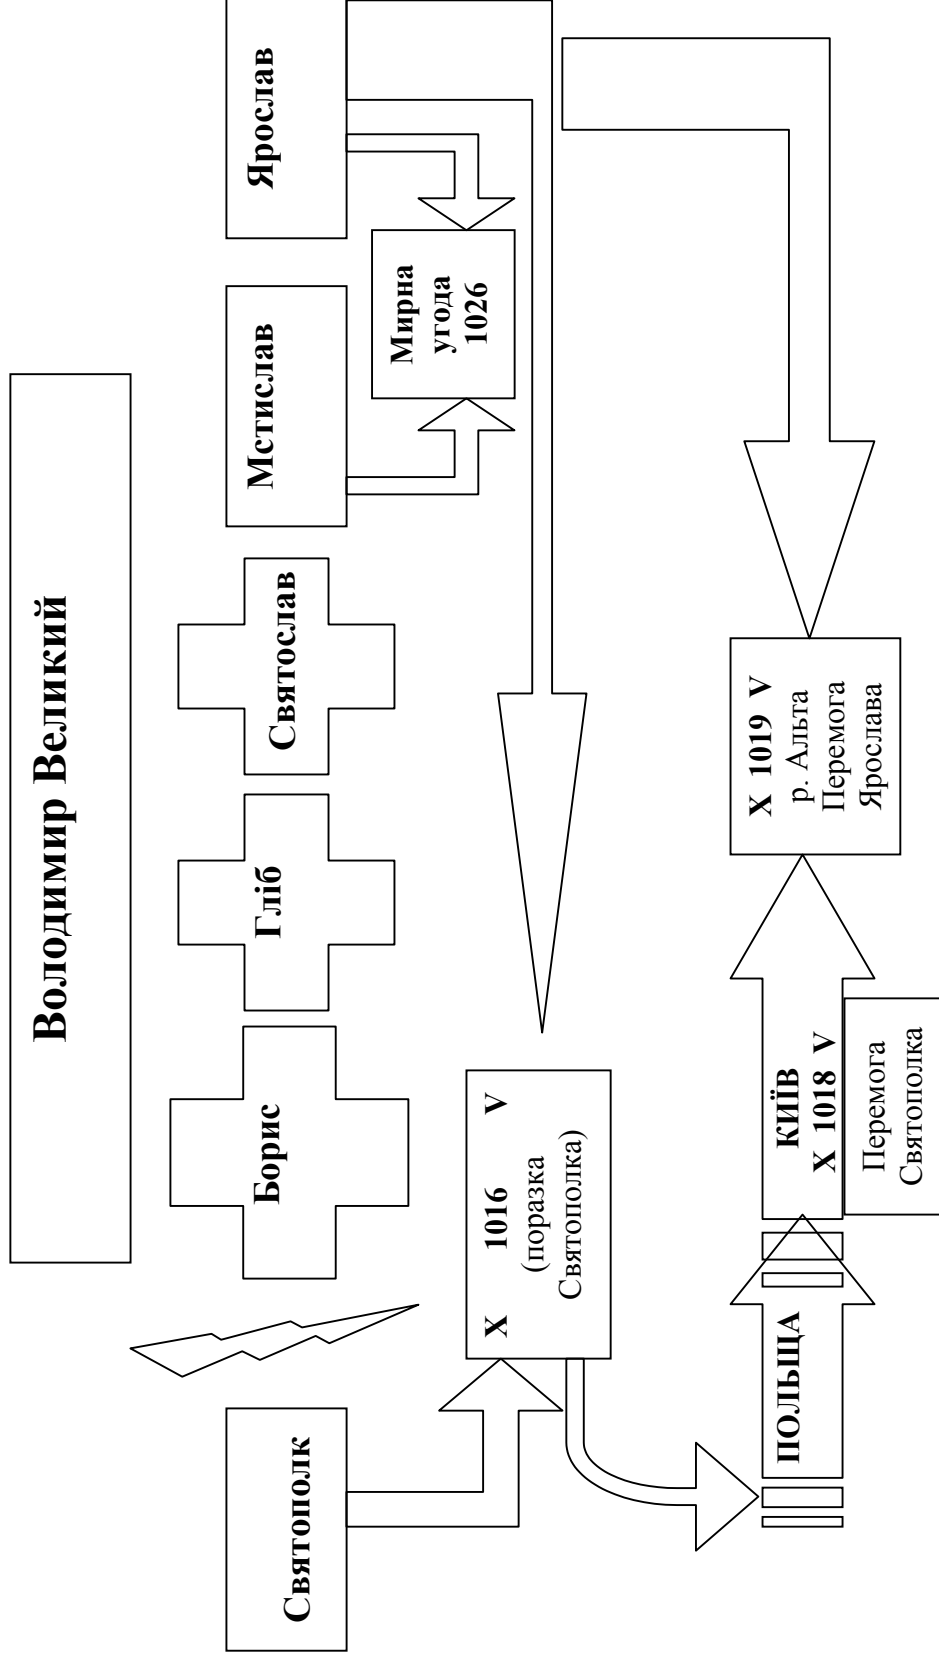 Володимир Великий
Святополк
Борис
Гліб
Святослав
Мстислав
Ярослав
Мирна
угода
1026
Х 1016 V
(поразка
Святополка)
ПОЛЬЩА
КИЇВ
Х 1018 V
Перемога
Святополка
Х 1019 V
р. Альта
Перемога
Ярослава